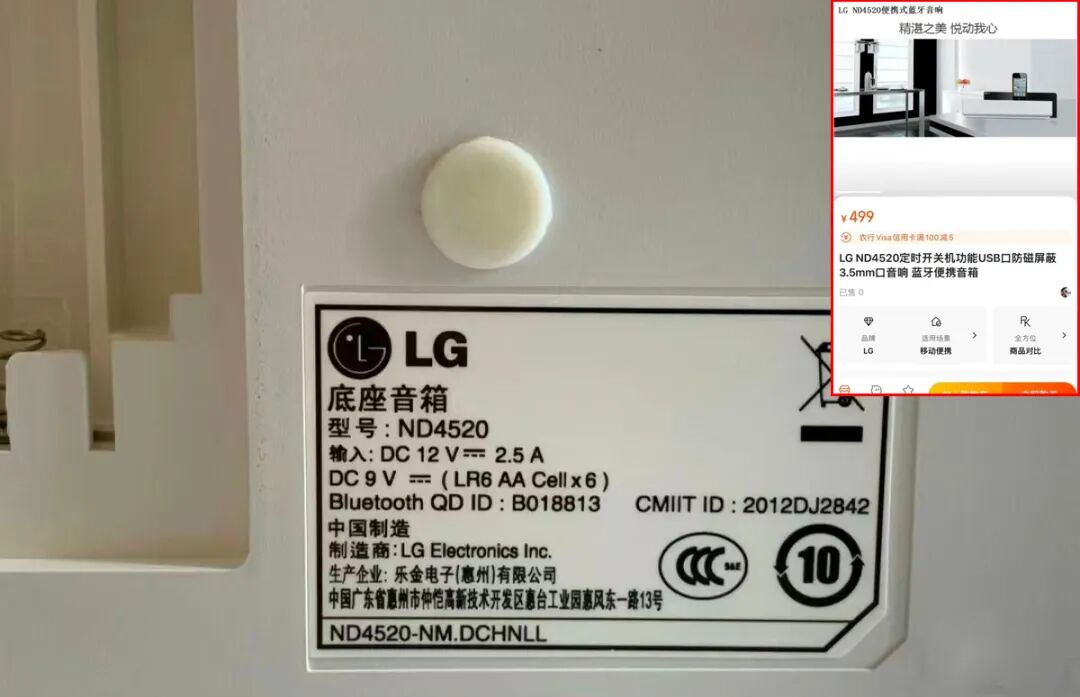 LG
底座音箱
型号：ND4520
输入: DC 12 V 2.5 A
DC 9 V ( LR6 AA Cell x 6 )
Bluetooth QD ID : B018813 CMIIT ID : 2012DJ2842
中国制造
制造商: LG Electronics Inc.
生产企业: 乐金电子(惠州)有限公司
中国广东省惠州市仲恺高新技术开发区惠台工业园惠风东一路13号
CCC S&E
10
ND4520-NM.DCHNLL
LG ND4520便携式蓝牙音响
精湛之美 悦动我心
¥499
农行Visa信用卡满100减5
LG ND4520定时开关机功能USB口防磁屏蔽
3.5mm口音响 蓝牙便携音箱
已售 0
品牌 适用场景 全方位
LG 移动便携 商品对比